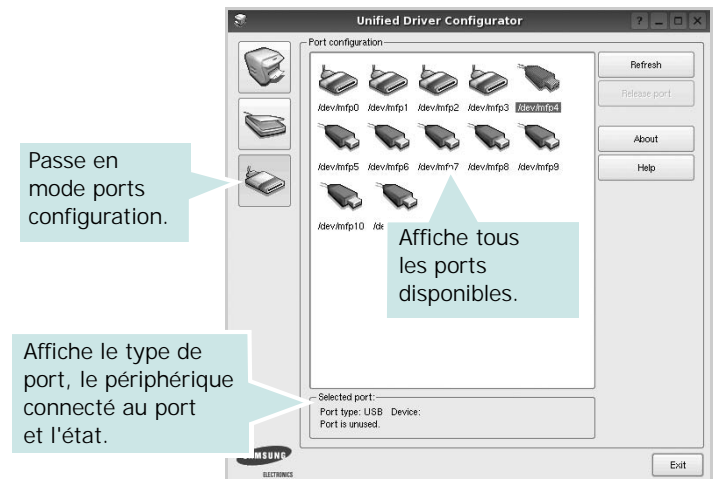 Unified Driver Configurator
Port configuration
/dev/mfp0 /dev/mfp1 /dev/mfp2 /dev/mfp3 /dev/mfp4
/dev/mfp5 /dev/mfp6 /dev/mfp7 /dev/mfp8 /dev/mfp9
/dev/mfp10
Refresh
Release port
About
Help
Passe en
mode ports
configuration.
Affiche tous
les ports
disponibles.
Affiche le type de
port, le périphérique
connecté au port
et l'état.
Selected port:
Port type: USB Device:
Port is unused.
SAMSUNG
ELECTRONICS
Exit